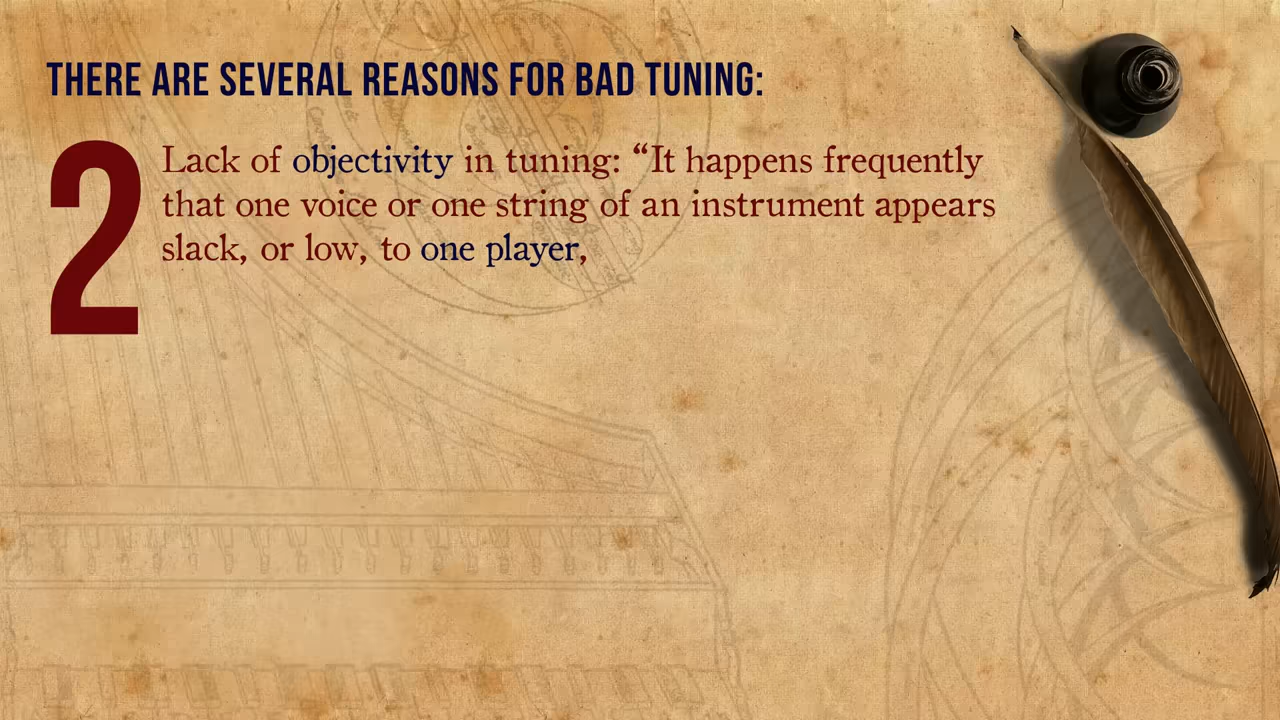 THERE ARE SEVERAL REASONS FOR BAD TUNING:
2
Lack of objectivity in tuning: “It happens frequently
that one voice or one string of an instrument appears
slack, or low, to one player,